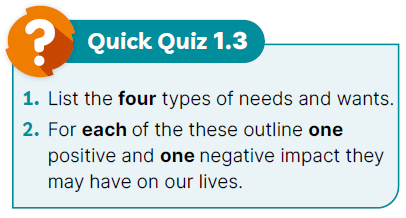 ?
Quick Quiz 1.3
1. List the four types of needs and wants.
2. For each of the these outline one
positive and one negative impact they
may have on our lives.